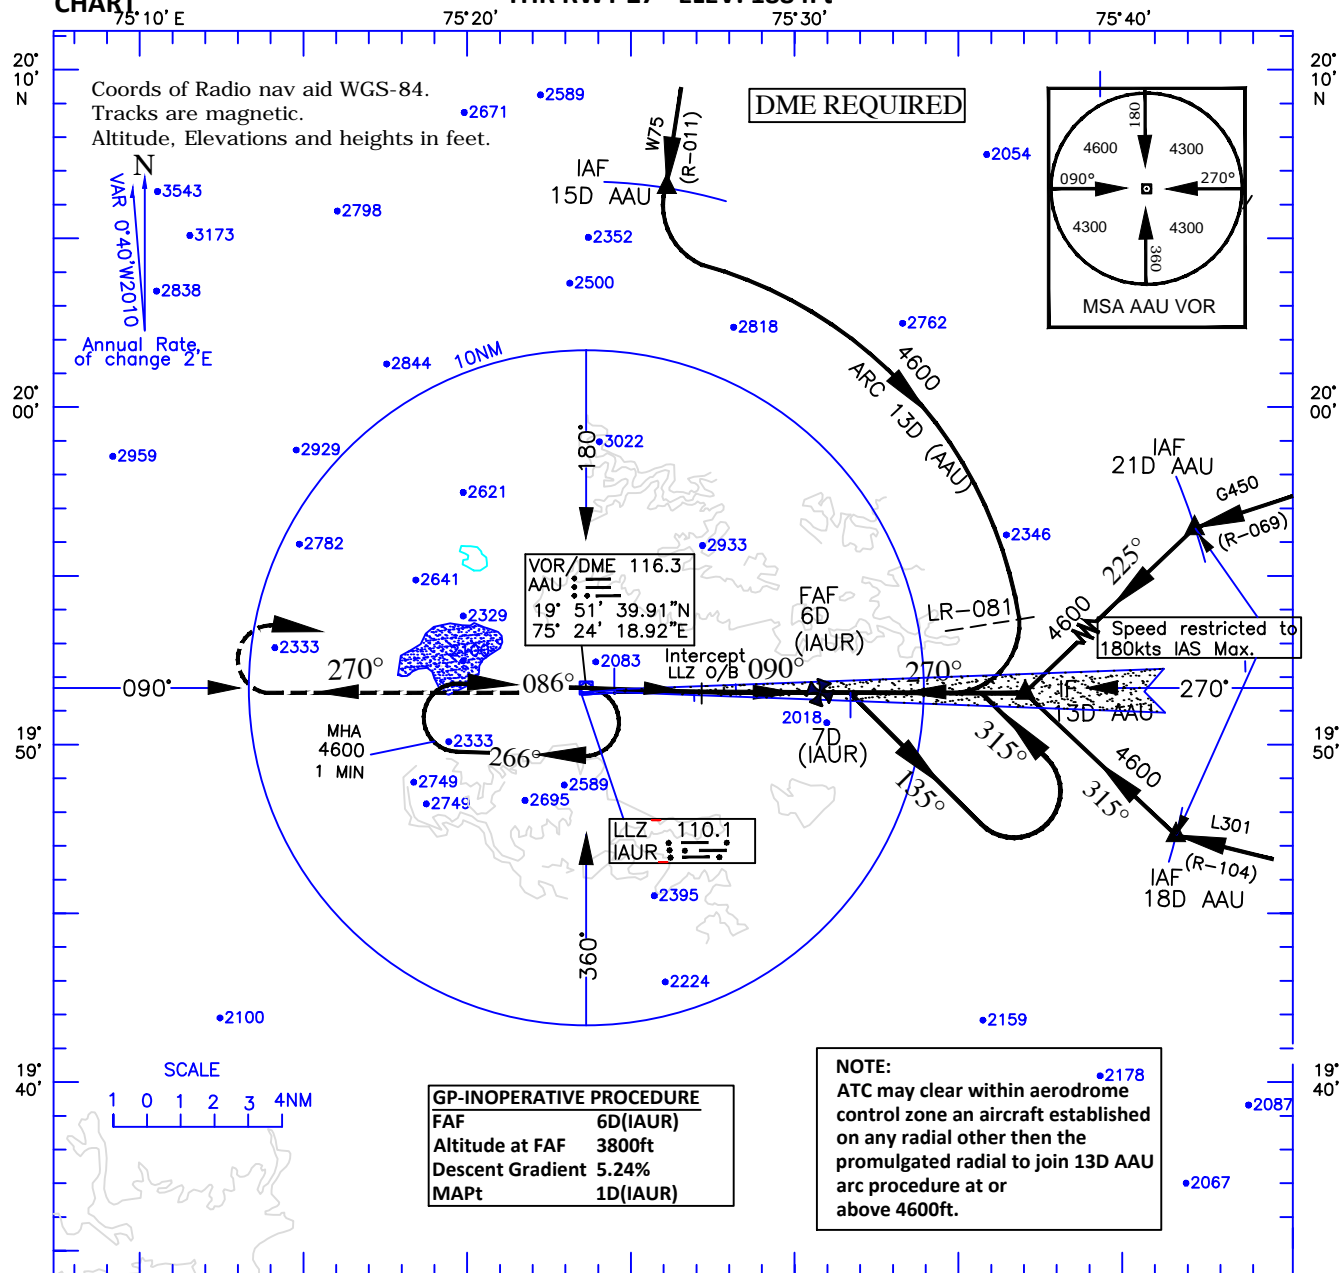 CHART
75°10' E
75°20'
75°30'
75°40'
20°
10'
N
20°
10'
N
Coords of Radio nav aid WGS-84.
Tracks are magnetic.
Altitude, Elevations and heights in feet.
2671
2589
DME REQUIRED
W75
(R-011)
IAF
15D AAU
2054
180
4600
4300
090°
270°
4300
4300
360
MSA AAU VOR
N
VAR 0°40'W2010
Annual Rate
of change 2'E
3543
3173
2838
2798
2352
2500
2818
2762
2844
10NM
4600
ARC 13D (AAU)
20°
00'
20°
00'
2959
2929
180°
3022
2621
2782
2641
2933
2346
IAF
21D AAU
G450
(R-069)
225°
4600
VOR/DME 116.3
AAU
19° 51' 39.91"N
75° 24' 18.92"E
2329
2333
2083
FAF
6D
(IAUR)
LR-081
Speed restricted to
180kts IAS Max.
090°
270°
086°
Intercept
LLZ O/B
090°
270°
IF
13D AAU
270°
MHA
4600
1 MIN
2333
266°
2018
7D
(IAUR)
135°
315°
4600
315°
19°
50'
19°
50'
2749
2749
2695
2589
LLZ 110.1
IAUR
L301
(R-104)
IAF
18D AAU
2395
360°
2224
2100
2159
SCALE
1 0 1 2 3 4NM
19°
40'
19°
40'
GP-INOPERATIVE PROCEDURE
FAF 6D(IAUR)
Altitude at FAF 3800ft
Descent Gradient 5.24%
MAPt 1D(IAUR)
NOTE:
ATC may clear within aerodrome
control zone an aircraft established
on any radial other then the
promulgated radial to join 13D AAU
arc procedure at or
above 4600ft.
2178
2087
2067